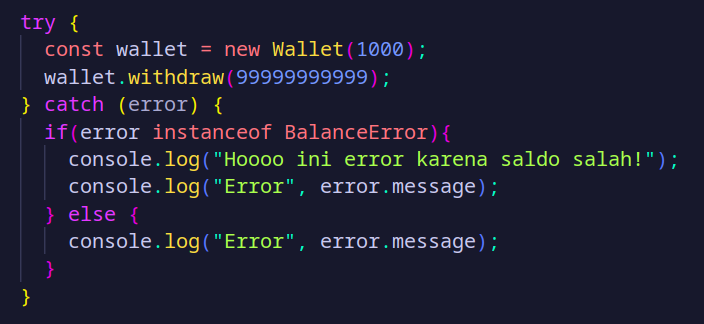 try {
const wallet = new Wallet(1000);
wallet.withdraw(99999999999);
} catch (error) {
if(error instanceof BalanceError){
console.log("Hoooo ini error karena saldo salah!");
console.log("Error", error.message);
} else {
console.log("Error", error.message);
}
}